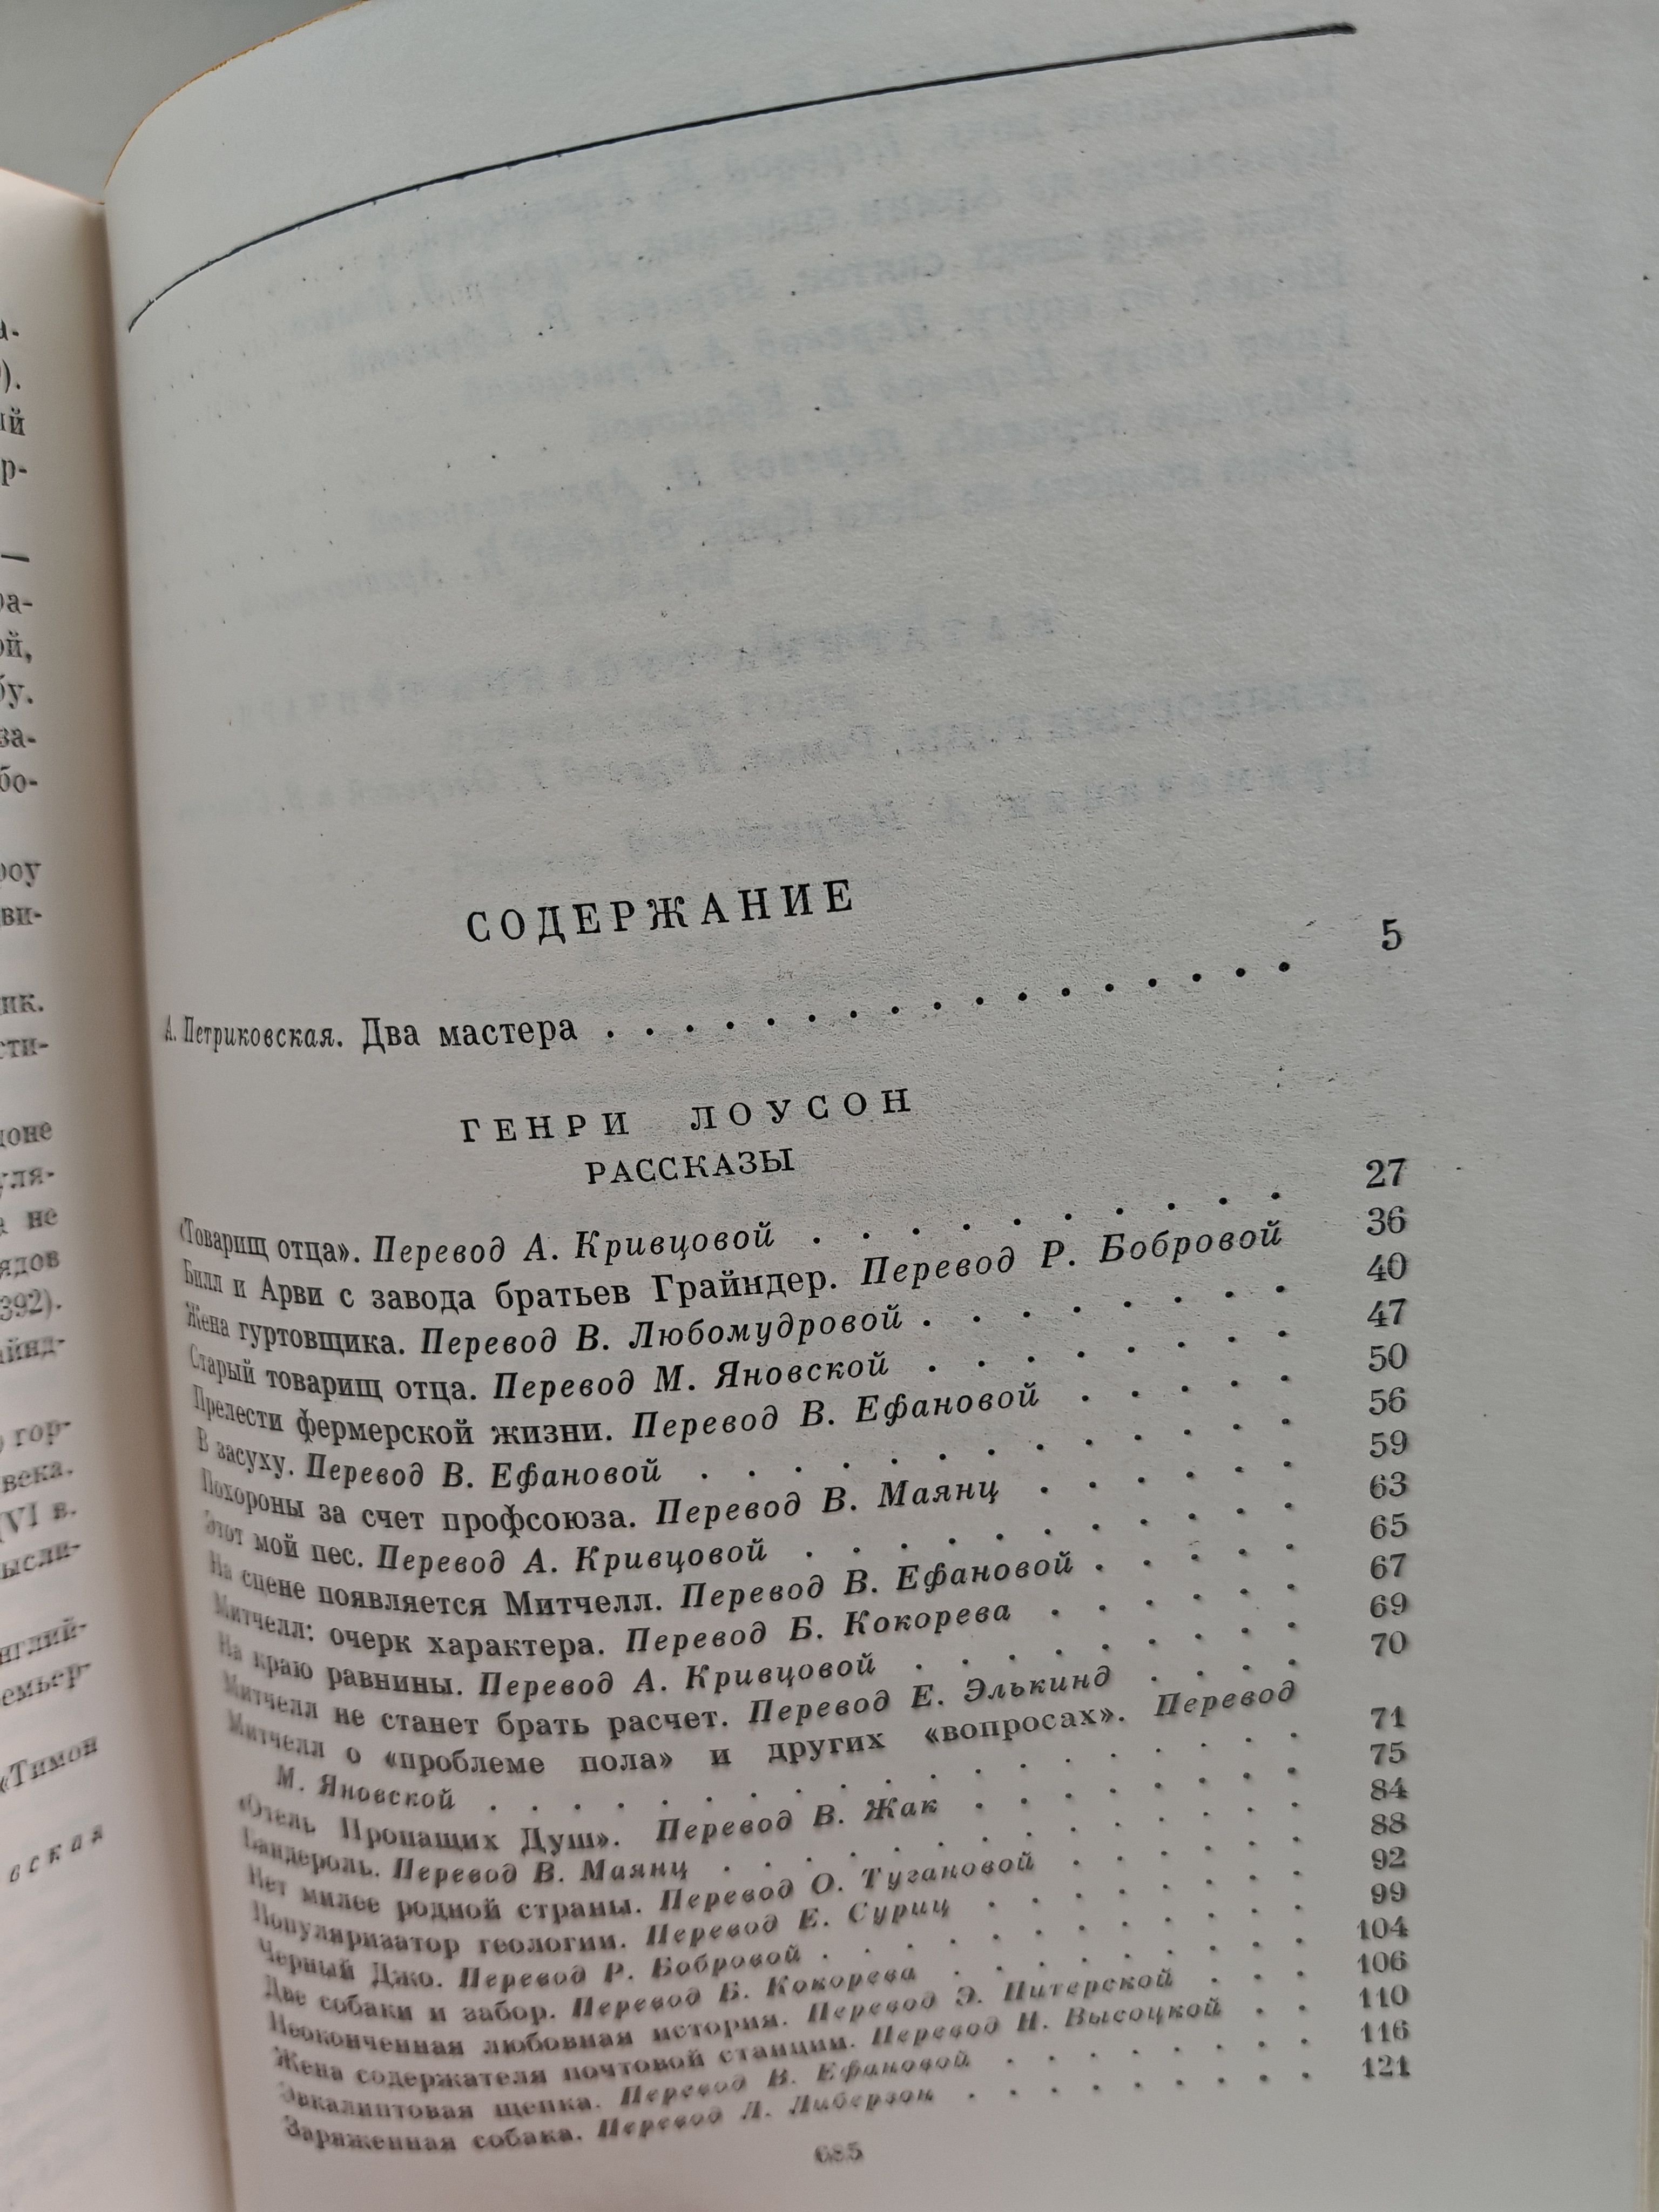 СОДЕРЖАНИЕ
А. Петриковская. Два мастера . . . . . . . . . . . . . . . . 5
ГЕНРИ ЛОУСОН
РАССКАЗЫ
«Товарищ отца». Перевод А. Кривцовой . . . . . . . . . . 27
Билл и Арви с завода братьев Грайндер. Перевод Р. Бобровой 36
Жена гуртовщика. Перевод В. Любомудровой . . . . . . . . 40
Старый товарищ отца. Перевод М. Яновской . . . . . . . . 47
Прелести фермерской жизни. Перевод В. Ефановой . . . . . 50
В засуху. Перевод В. Ефановой . . . . . . . . . . . . 56
Похороны за счет профсоюза. Перевод В. Маянц . . . . . . 59
Этот мой пес. Перевод А. Кривцовой . . . . . . . . . . 63
На сцене появляется Митчелл. Перевод В. Ефановой . . . . . 65
Митчелл: очерк характера. Перевод Б. Кокорева . . . . . . 67
На краю равнины. Перевод А. Кривцовой . . . . . . . . 69
Митчелл не станет брать расчет. Перевод Е. Элькинд . . . . 70
Митчелл о «проблеме пола» и других «вопросах». Перевод
М. Яновской . . . . . . . . . . . . . . . . . 71
«Отель Пропащих Душ». Перевод В. Жак . . . . . . . . 75
Бандероль. Перевод В. Маянц . . . . . . . . . . . . 84
Нет милее родной страны. Перевод О. Тугановой . . . . . . 88
Популяризатор геологии. Перевод Е. Суриц . . . . . . . . 92
Черный Джо. Перевод Р. Бобровой . . . . . . . . . . . 99
Две собаки и забор. Перевод Б. Кокорева . . . . . . . . 104
Неоконченная любовная история. Перевод Э. Питерской . . . 106
Жена содержателя почтовой станции. Перевод Н. Высоцкой . . 110
Эвкалиптовая щепка. Перевод В. Ефановой . . . . . . . 116
Заряженная собака. Перевод Л. Либерзон . . . . . . . . 121
685